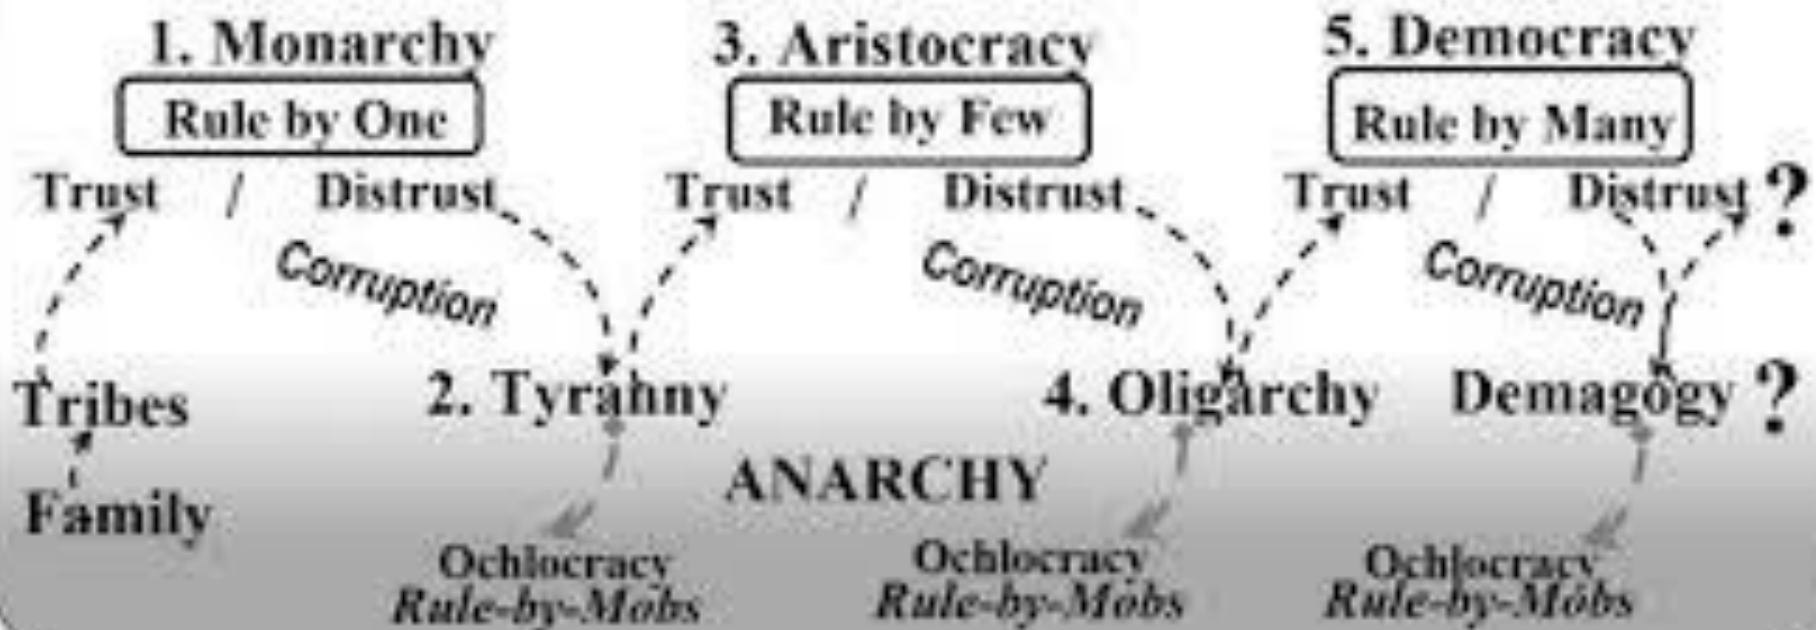 1. Monarchy
Rule by One
Trust / Distrust
Corruption
Tribes
Family
2. Tyranny
Ochlocracy
Rule-by-Mobs
3. Aristocracy
Rule by Few
Trust / Distrust
Corruption
ANARCHY
4. Oligarchy
Ochlocracy
Rule-by-Mobs
5. Democracy
Rule by Many
Trust / Distrust ?
Corruption
Demagogy ?
Ochlocracy
Rule-by-Mobs